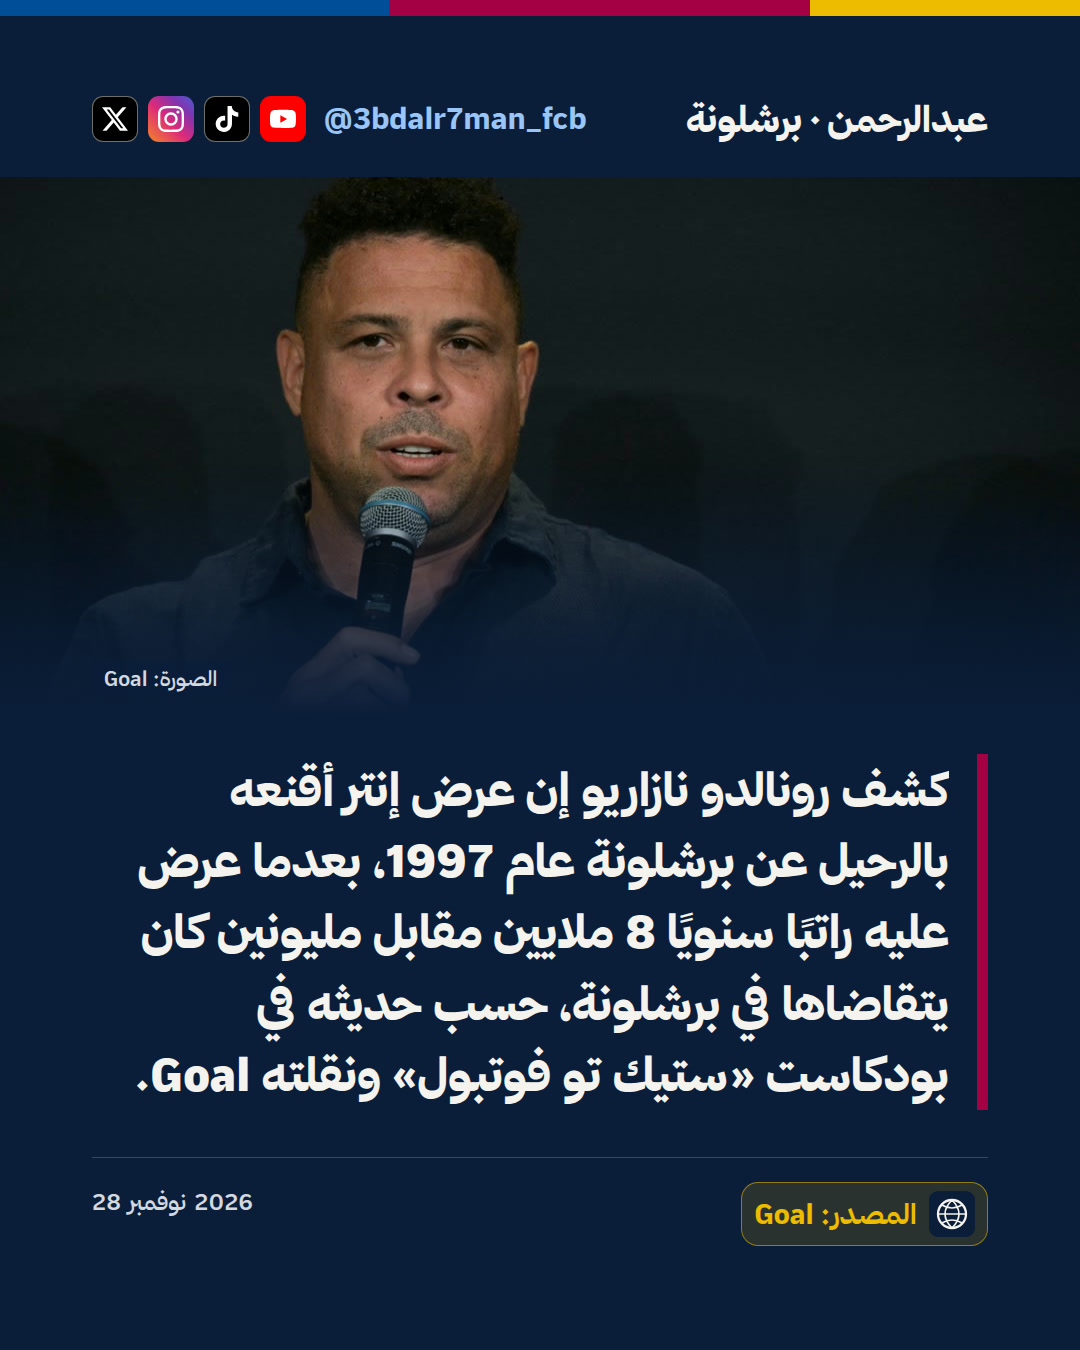 عبدالرحمن · برشلونة
@3bdalr7man_fcb
الصورة: Goal
كشف رونالدو نازاريو إن عرض إنتر أقنعه
بالرحيل عن برشلونة عام 1997، بعدما عرض
عليه راتبًا سنويًا 8 ملايين مقابل مليونين كان
يتقاضاها في برشلونة، حسب حديثه في
بودكاست «ستيك تو فوتبول» ونقلته Goal.
المصدر: Goal
28 نوفمبر 2026